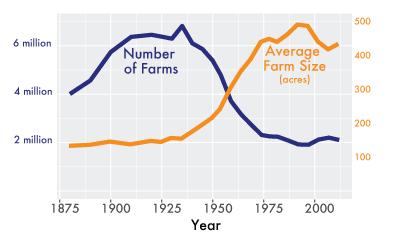 500
6 million
Number
of Farms
Average
Farm Size
(acres)
400
4 million
300
200
2 million
100
1875 1900 1925 1950 1975 2000
Year